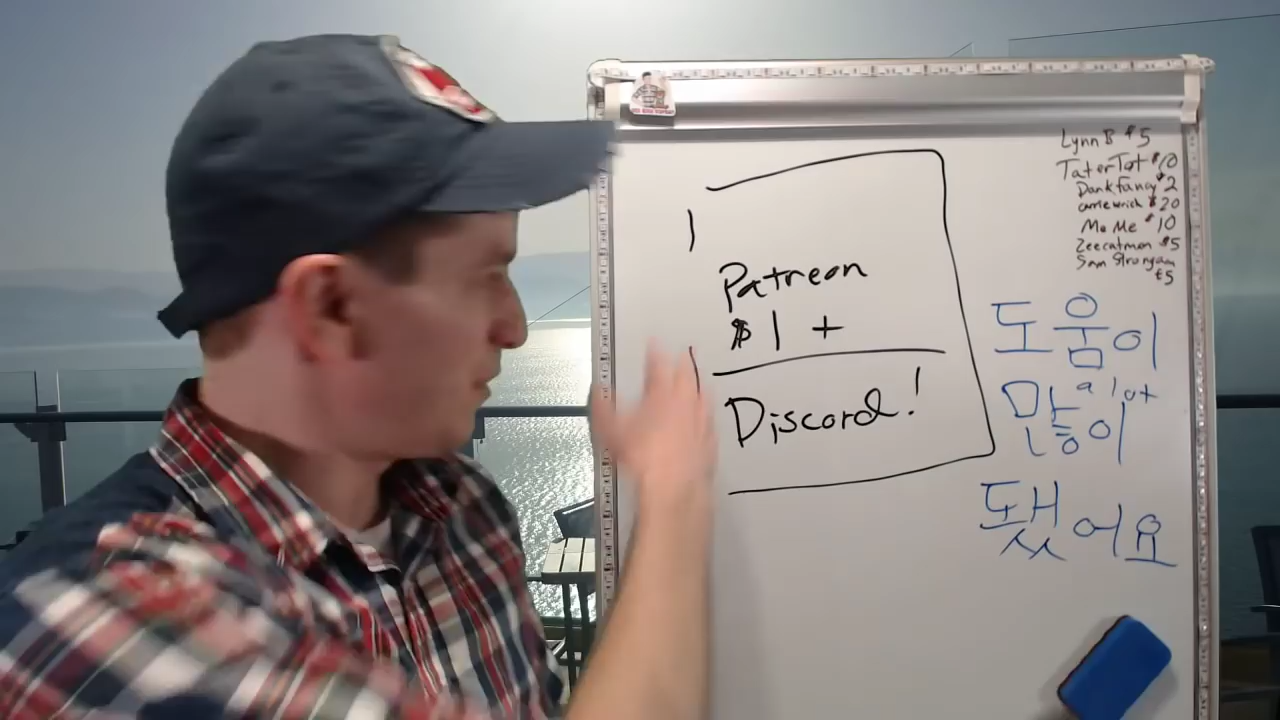 Lynn B $5
TaterTot $10
Dankfancy $2
$20
Mo Me $10
Zeecatman $5
Sam Strongam
$5
Patreon
$1 +
Discord!
도움이
많이 a lot
됐어요